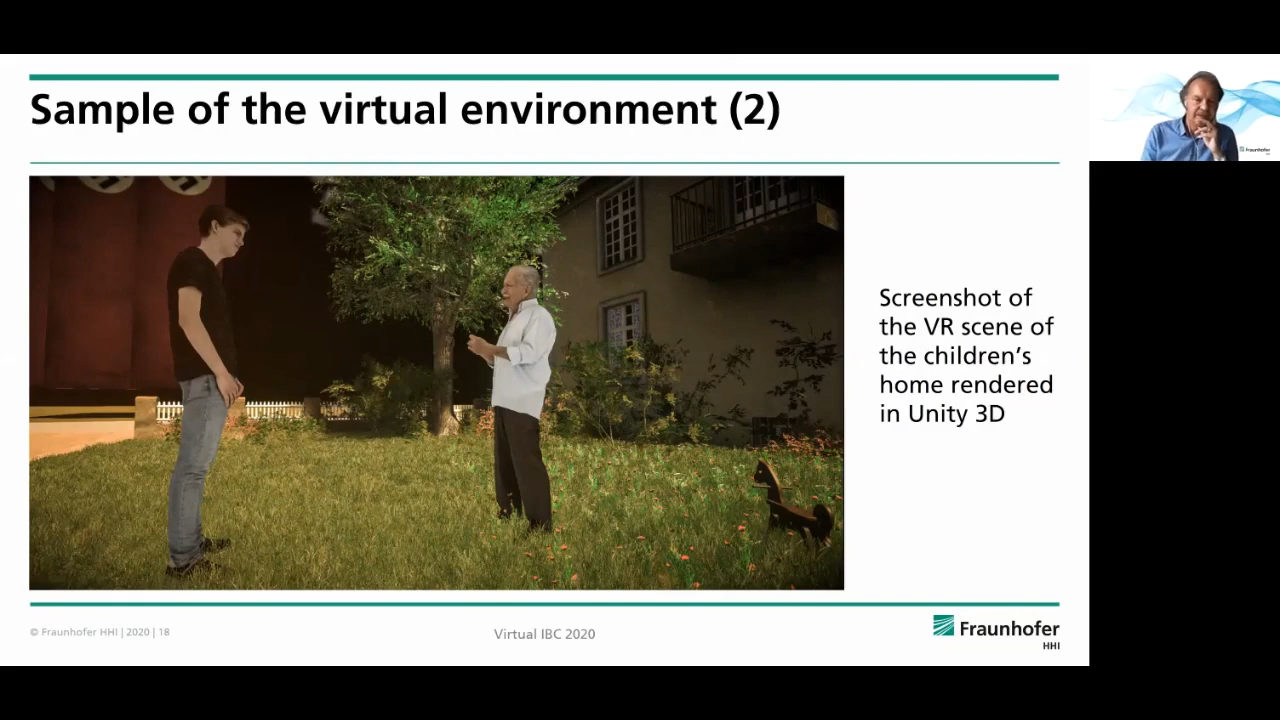 Sample of the virtual environment (2)
Screenshot of
the VR scene of
the children's
home rendered
in Unity 3D
© Fraunhofer HHI | 2020 | 18
Virtual IBC 2020
Fraunhofer
HHI
Fraunhofer